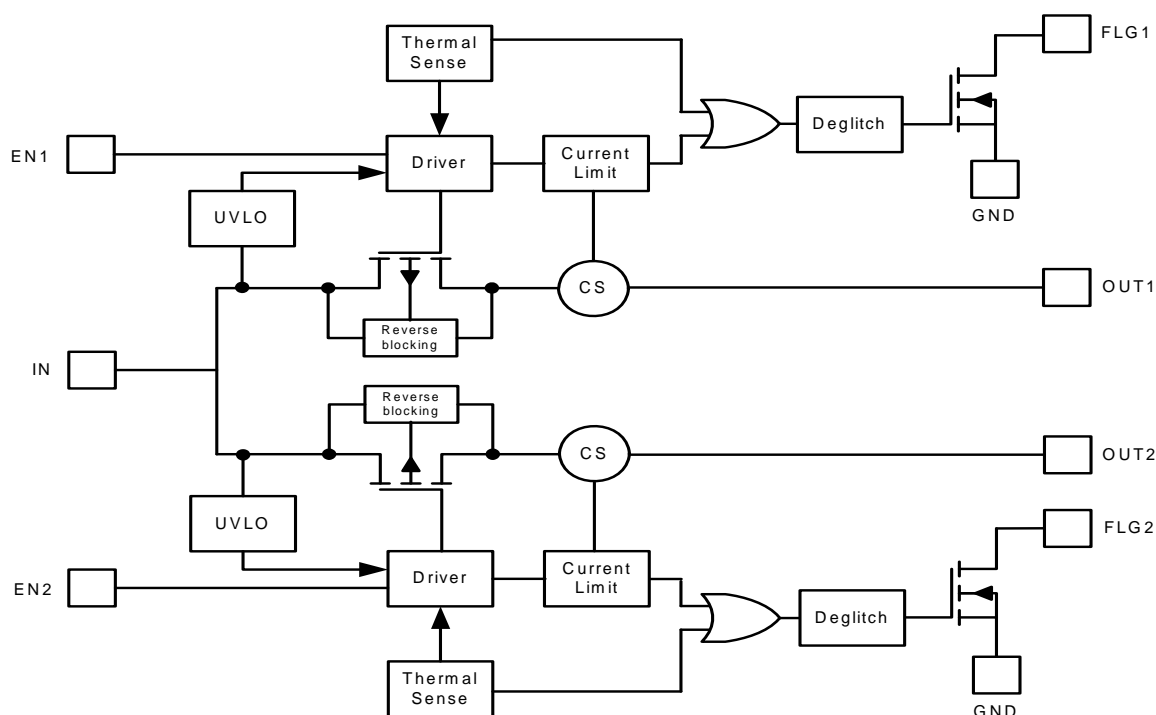 Thermal
Sense
FLG1
Deglitch
EN1
Driver
Current
Limit
UVLO
GND
CS
OUT1
Reverse
blocking
IN
Reverse
blocking
CS
OUT2
UVLO
FLG2
Driver
Current
Limit
EN2
Deglitch
Thermal
Sense
GND